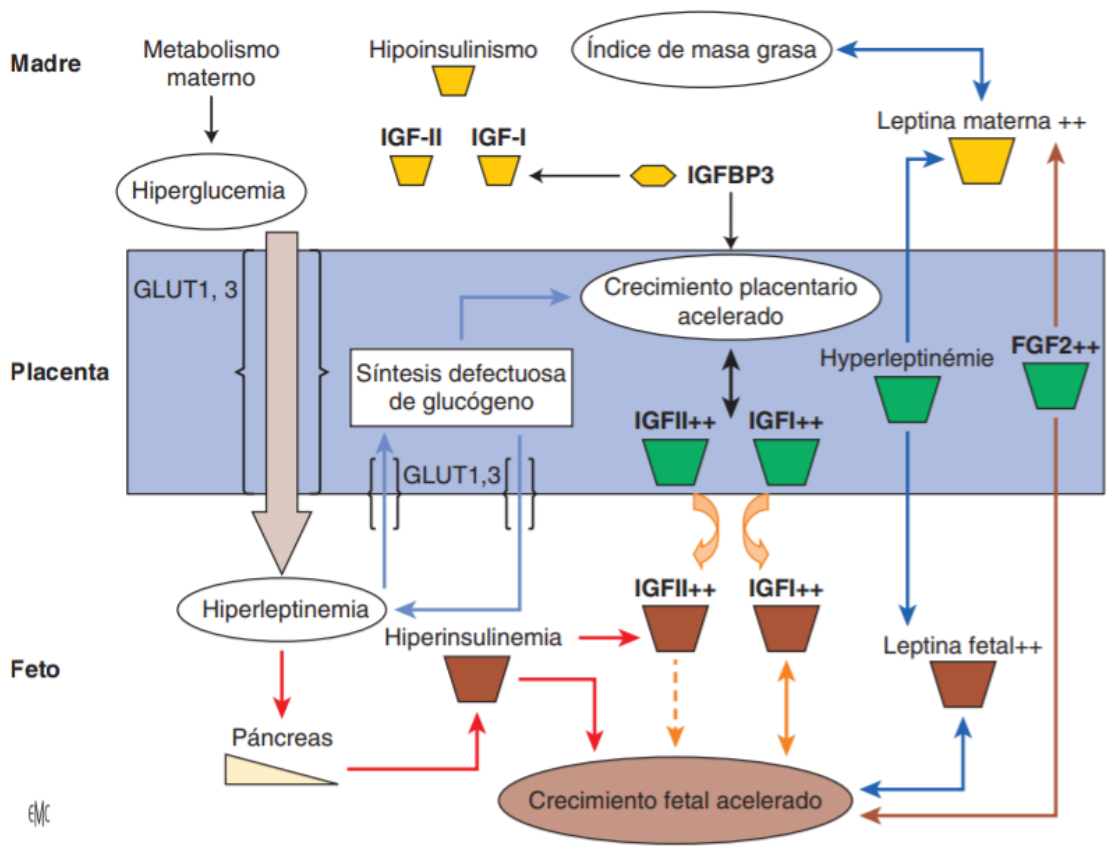 Madre
Metabolismo
materno
Hipoinsulinismo
Índice de masa grasa
Leptina materna ++
IGF-II
IGF-I
IGFBP3
Hiperglucemia
GLUT1, 3
Crecimiento placentario
acelerado
Placenta
Síntesis defectuosa
de glucógeno
Hyperleptinémie
FGF2++
IGFII++
IGFI++
GLUT1,3
Hiperleptinemia
IGFII++
IGFI++
Hiperinsulinemia
Leptina fetal++
Feto
Páncreas
Crecimiento fetal acelerado
EMC